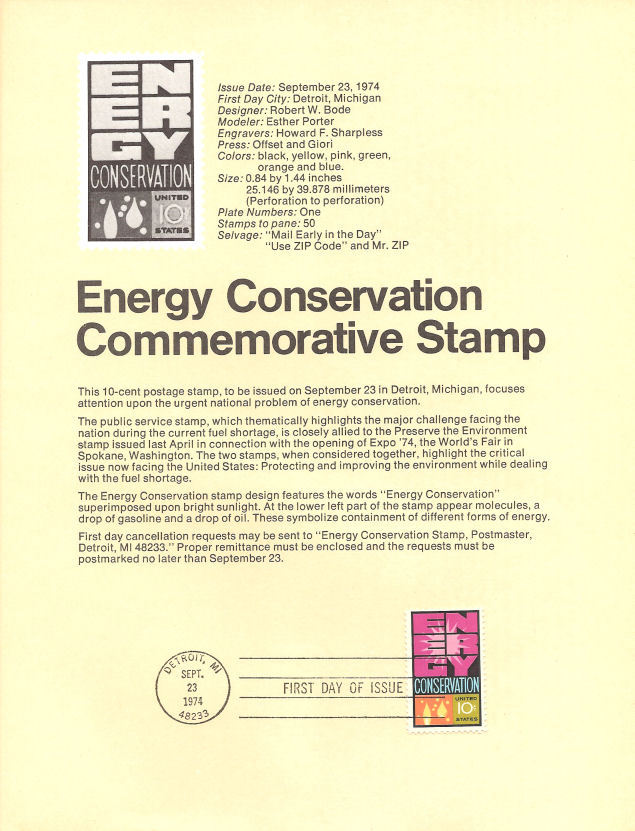 EN
ER
GY
CONSERVATION
UNITED
10c
STATES
Issue Date: September 23, 1974
First Day City: Detroit, Michigan
Designer: Robert W. Bode
Modeler: Esther Porter
Engravers: Howard F. Sharpless
Press: Offset and Giori
Colors: black, yellow, pink, green,
orange and blue.
Size: 0.84 by 1.44 inches
25.146 by 39.878 millimeters
(Perforation to perforation)
Plate Numbers: One
Stamps to pane: 50
Selvage: "Mail Early in the Day"
"Use ZIP Code" and Mr. ZIP
Energy Conservation
Commemorative Stamp
This 10-cent postage stamp, to be issued on September 23 in Detroit, Michigan, focuses
attention upon the urgent national problem of energy conservation.
The public service stamp, which thematically highlights the major challenge facing the
nation during the current fuel shortage, is closely allied to the Preserve the Environment
stamp issued last April in connection with the opening of Expo '74, the World's Fair in
Spokane, Washington. The two stamps, when considered together, highlight the critical
issue now facing the United States: Protecting and improving the environment while dealing
with the fuel shortage.
The Energy Conservation stamp design features the words "Energy Conservation"
superimposed upon bright sunlight. At the lower left part of the stamp appear molecules, a
drop of gasoline and a drop of oil. These symbolize containment of different forms of energy.
First day cancellation requests may be sent to "Energy Conservation Stamp, Postmaster,
Detroit, MI 48233." Proper remittance must be enclosed and the requests must be
postmarked no later than September 23.
DETROIT, MI
SEPT.
23
1974
48233
FIRST DAY OF ISSUE
EN
ER
GY
CONSERVATION
UNITED
10c
STATES